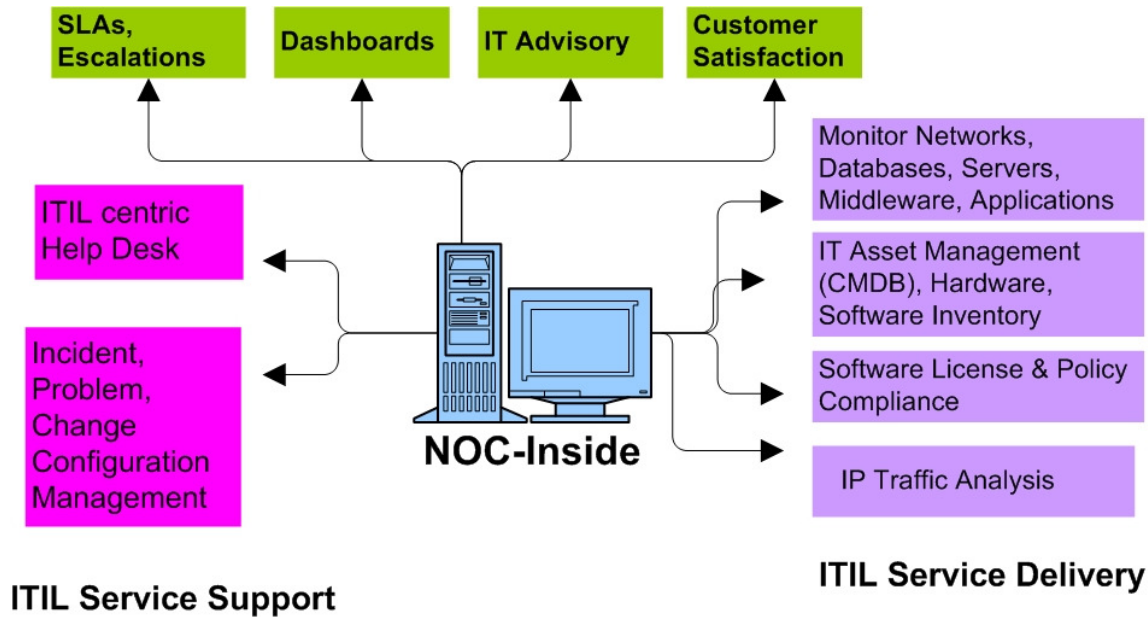 SLAs,
Escalations
Dashboards
IT Advisory
Customer
Satisfaction
ITIL centric
Help Desk
Incident,
Problem,
Change
Configuration
Management
NOC-Inside
Monitor Networks,
Databases, Servers,
Middleware, Applications
IT Asset Management
(CMDB), Hardware,
Software Inventory
Software License & Policy
Compliance
IP Traffic Analysis
ITIL Service Support
ITIL Service Delivery